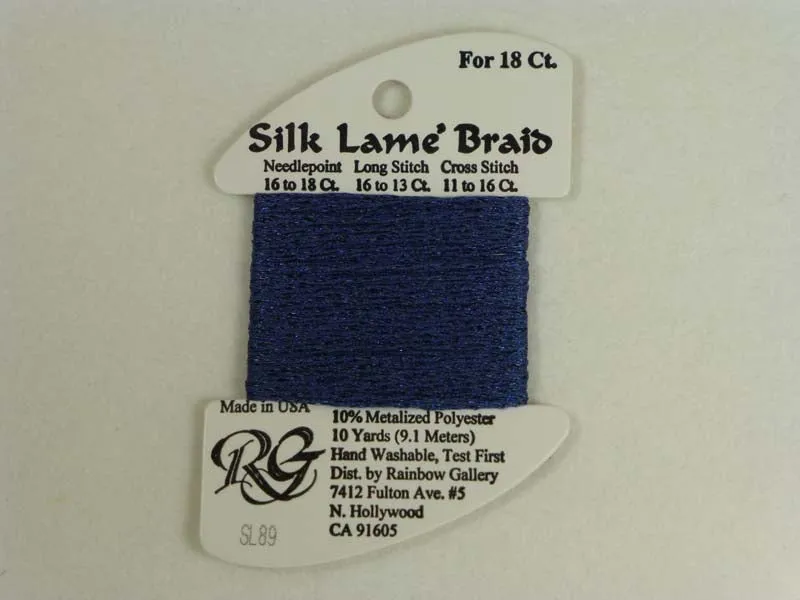 For 18 Ct.
Silk Lame' Braid
Needlepoint Long Stitch Cross Stitch
16 to 18 Ct. 16 to 13 Ct. 11 to 16 Ct.
Made in USA
10% Metalized Polyester
10 Yards (9.1 Meters)
Hand Washable, Test First
Dist. by Rainbow Gallery
7412 Fulton Ave. #5
N. Hollywood
CA 91605
RG
SL89